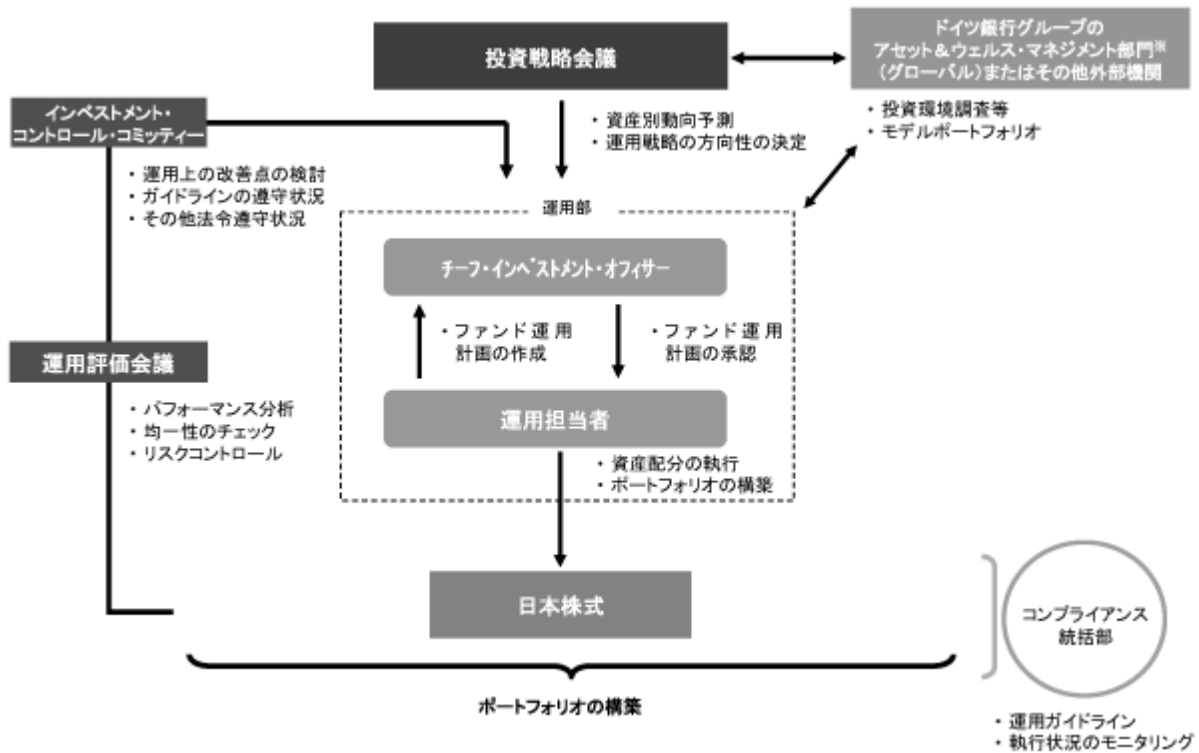 投資戦略会議
ドイツ銀行グループの
アセット＆ウェルス・マネジメント部門※
(グローバル)またはその他外部機関
・投資環境調査等
・モデルポートフォリオ
インベストメント・
コントロール・コミッティー
・運用上の改善点の検討
・ガイドラインの遵守状況
・その他法令遵守状況
・資産別動向予測
・運用戦略の方向性の決定
運用部
チーフ・インベストメント・オフィサー
・ファンド運用
計画の作成
・ファンド運用
計画の承認
運用評価会議
・パフォーマンス分析
・均一性のチェック
・リスクコントロール
運用担当者
・資産配分の執行
・ポートフォリオの構築
日本株式
コンプライアンス
統括部
ポートフォリオの構築
・運用ガイドライン
・執行状況のモニタリング